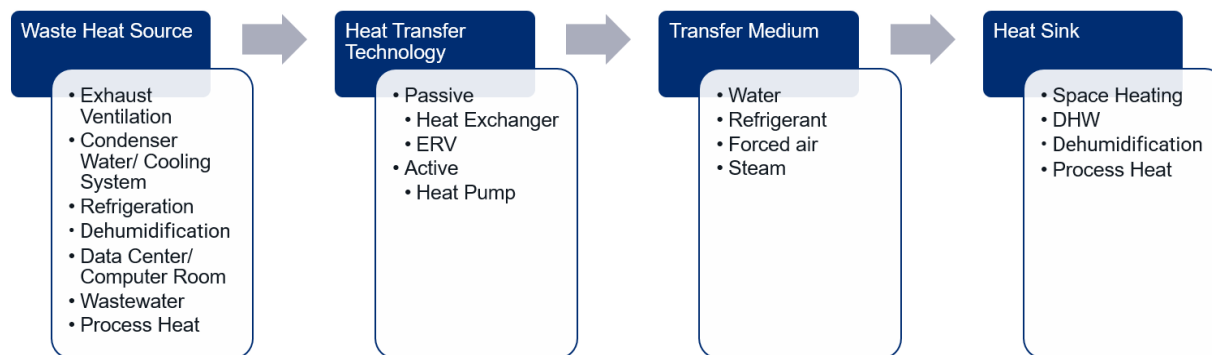 Waste Heat Source
• Exhaust
Ventilation
• Condenser
Water/ Cooling
System
• Refrigeration
• Dehumidification
• Data Center/
Computer Room
• Wastewater
• Process Heat
Heat Transfer
Technology
• Passive
• Heat Exchanger
• ERV
• Active
• Heat Pump
Transfer Medium
• Water
• Refrigerant
• Forced air
• Steam
Heat Sink
• Space Heating
• DHW
• Dehumidification
• Process Heat